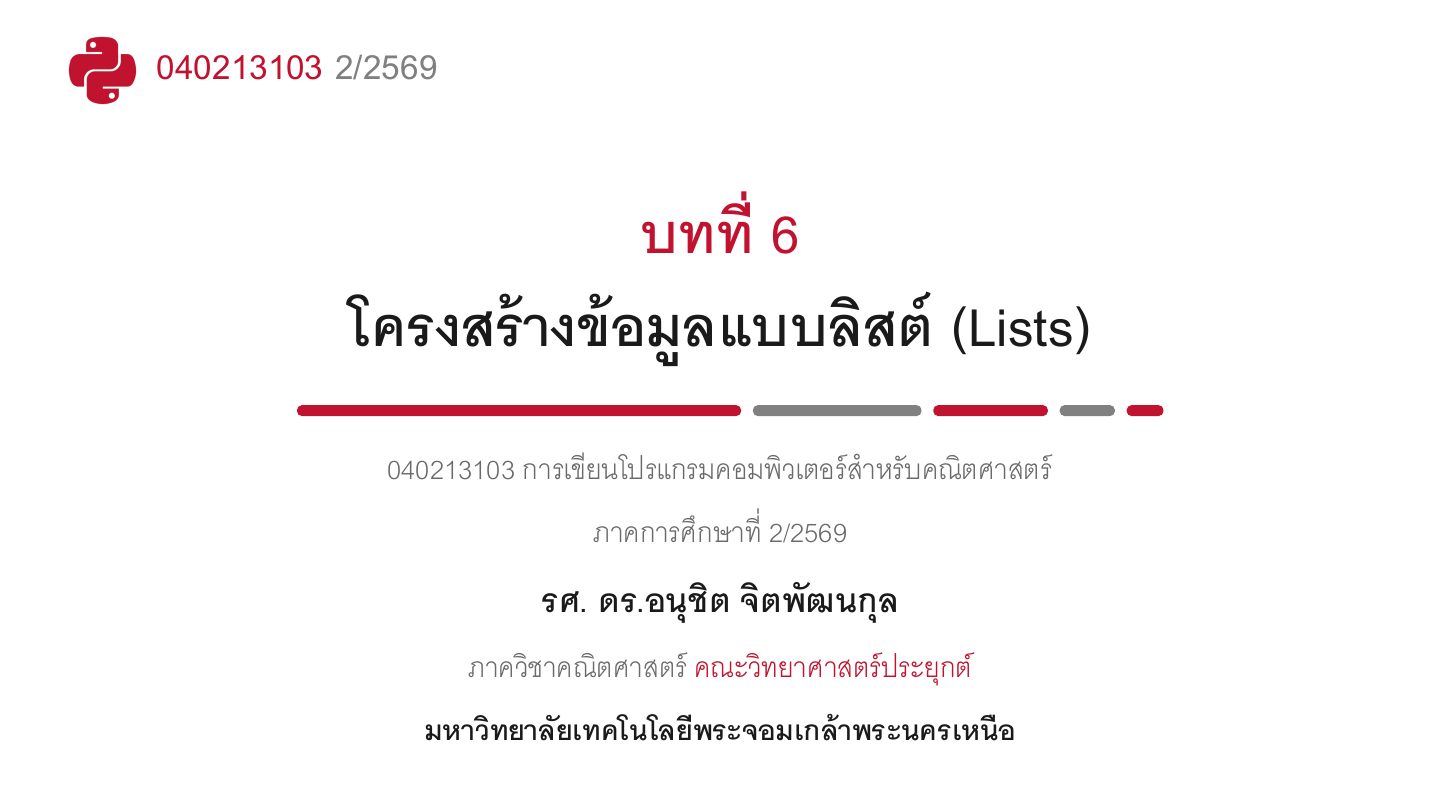 040213103 2/2569
บทที่ 6
โครงสร้างข้อมูลแบบลิสต์ (Lists)
040213103 การเขียนโปรแกรมคอมพิวเตอร์สำหรับคณิตศาสตร์
ภาคการศึกษาที่ 2/2569
รศ. ดร.อนุชิต จิตพัฒนกุล
ภาควิชาคณิตศาสตร์ คณะวิทยาศาสตร์ประยุกต์
มหาวิทยาลัยเทคโนโลยีพระจอมเกล้าพระนครเหนือ